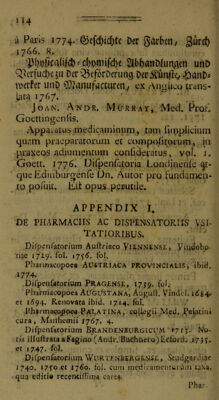 114
à Paris 1774. Geschichte der Farben, Zürch
1766. 8.
Physicalisch-chymische Abhandlungen und
Versuche zu der Beförderung der Künste, Hand-
werker und Manufacturen, ex Anglico trans-
lata 1767.
JOAN. ANDR. MURRAY, Med. Prof.
Goettingensis.
Apparatus medicaminum, tam simplicium
quam praeparatorum et compositorum, in
praxeos adiumentum consideratus, vol. 1.
Goett. 1776. Dispensatoria Londinense at-
que Edinburgense Dn. Autor pro fundamen-
to posuit. Est opus perutile.
APPENDIX I.
DE PHARMACIIS AC DISPENSATORIIS VSI-
TATIORIBUS.
Dispensatorium Austriaco VIENNENSE, Vindobo-
nae 1729. fol. 1756. fol.
Pharmacopoea AUSTRIACA PROVINCIALIS, ibid.
1774.
Dispensatorium PRAGENSE, 1739. fol.
Pharmacopoea AUGUSTANA, August. Vindel. 1684.
et 1694. Renovata ibid. 1714. fol.
Pharmacopoea PALATINA, collegii Med. Palatini
cura, Manhemii 1767. 4.
Dispensatorium BRANDENBURGICUM No-
tis illustrata a Pagino (Andr. Buchnero) Erford. 1735.
et 1747. fol.
Dispensatorium WURTENBERGENSE, Studgardiae
1740. 1750 et 1760. fol. cum medicamentorum taxa,
qua editio recentissima cares.
Phar-